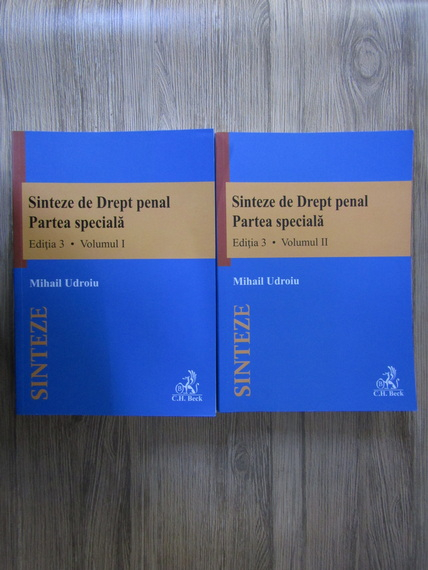 Sinteze de Drept penal
Partea specială
Ediția 3 • Volumul I
Mihail Udroiu
SINTEZE
C.H. Beck
Sinteze de Drept penal
Partea specială
Ediția 3 • Volumul II
Mihail Udroiu
SINTEZE
C.H. Beck